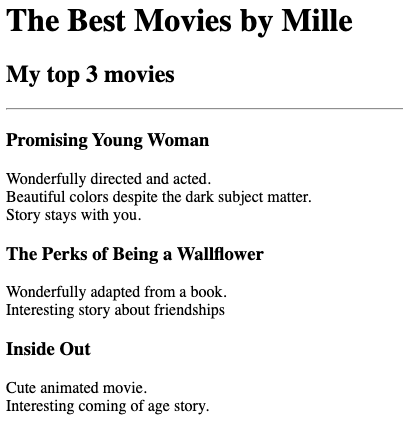 The Best Movies by Mille
My top 3 movies
Promising Young Woman
Wonderfully directed and acted.
Beautiful colors despite the dark subject matter.
Story stays with you.
The Perks of Being a Wallflower
Wonderfully adapted from a book.
Interesting story about friendships
Inside Out
Cute animated movie.
Interesting coming of age story.